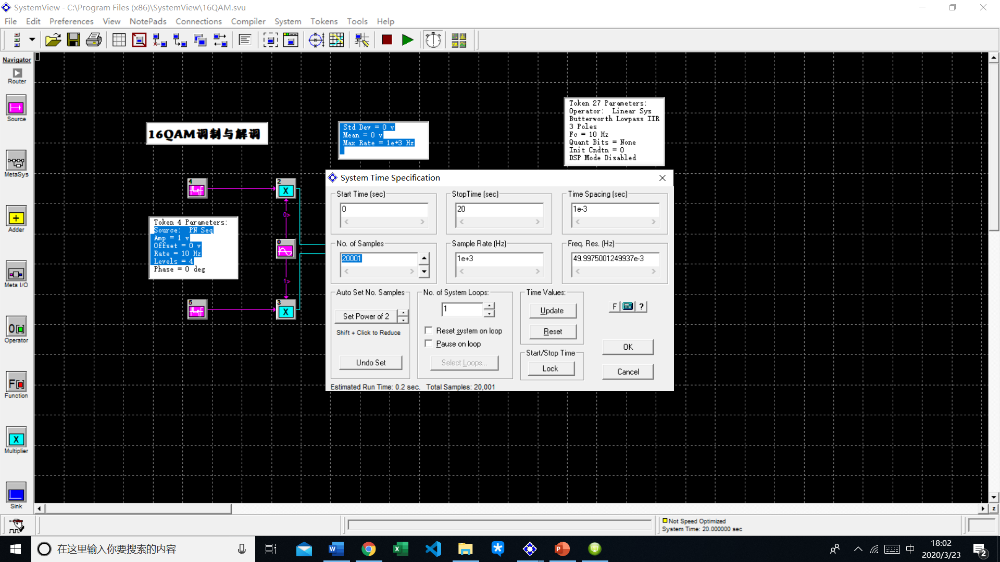 SystemView - C:\Program Files (x86)\SystemView\16QAM.svu
File Edit Preferences View NotePads Connections Compiler System Tokens Tools Help
Navigator
Router
Source
MetaSys
Adder
Meta I/O
Operator
Function
Multiplier
Sink
16QAM调制与解调
Std Dev = 0 v
Mean = 0 v
Max Rate = 1e+3 Hz
Token 27 Parameters:
Operator: Linear Sys
Butterworth Lowpass IIR
3 Poles
Fc = 10 Hz
Quant Bits = None
Init Cndtn = 0
DSP Mode Disabled
4
2
X
0>
Token 4 Parameters:
Source: PN Seq
Amp = 1 v
Offset = 0 v
Rate = 10 Hz
Levels = 4
Phase = 0 deg
0
1>
5
3
X
System Time Specification
Start Time (sec)
0
StopTime (sec)
20
Time Spacing (sec)
1e-3
No. of Samples
20001
Sample Rate (Hz)
1e+3
Freq. Res. (Hz)
49.9975001249937e-3
Auto Set No. Samples
Set Power of 2
Shift + Click to Reduce
Undo Set
No. of System Loops:
1
Reset system on loop
Pause on loop
Select Loops...
Time Values:
Update
Reset
Start/Stop Time
Lock
F ?
OK
Cancel
Estimated Run Time: 0.2 sec. Total Samples: 20,001
z
Not Speed Optimized
System Time: 20.000000 sec
在这里输入你要搜索的内容
中
18:02
2020/3/23
2